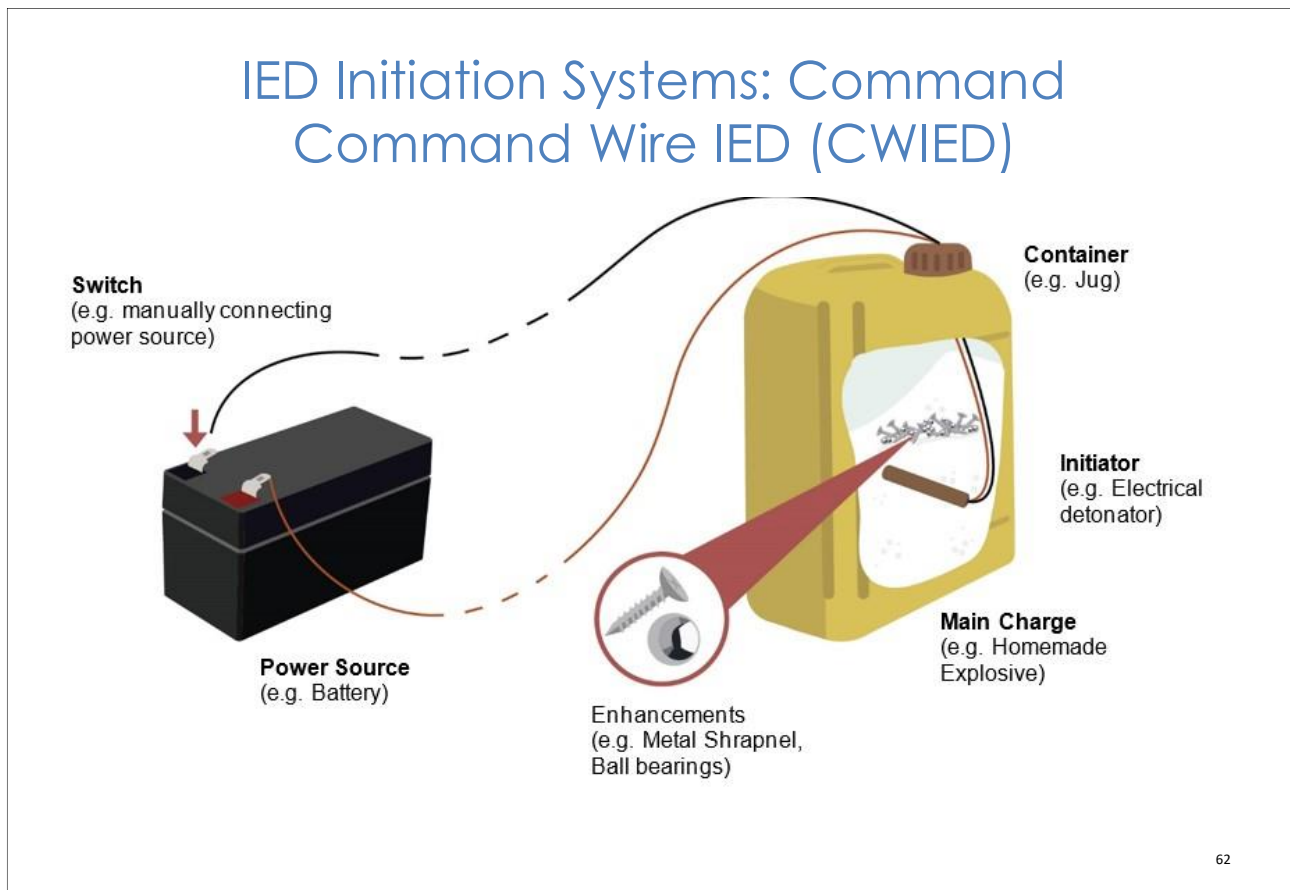 IED Initiation Systems: Command
Command Wire IED (CWIED)
Switch
(e.g. manually connecting
power source)
Container
(e.g. Jug)
Initiator
(e.g. Electrical
detonator)
Main Charge
(e.g. Homemade
Explosive)
Power Source
(e.g. Battery)
Enhancements
(e.g. Metal Shrapnel,
Ball bearings)
62